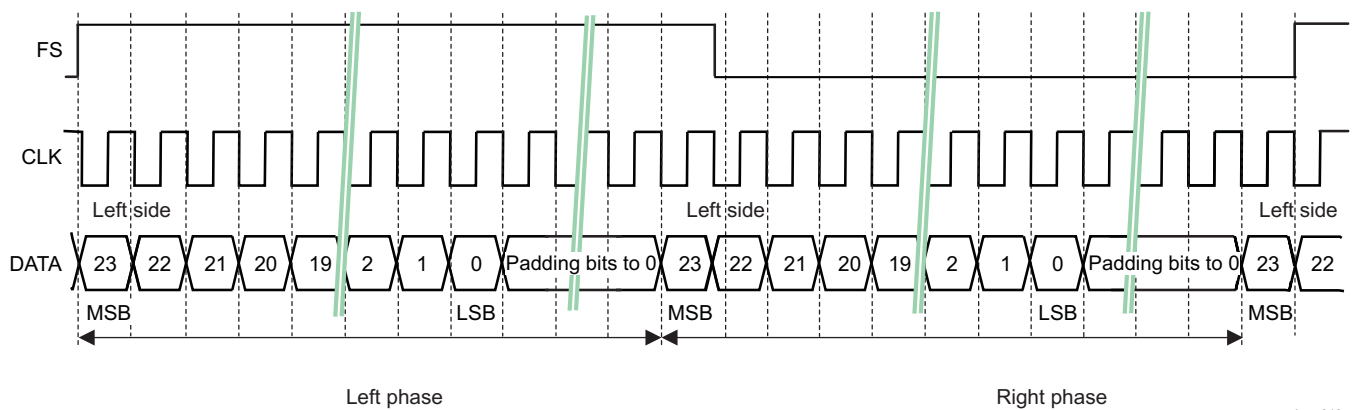 FS
CLK
Left side Left side Left side
DATA 23 22 21 20 19 2 1 0 Padding bits to 0 23 22 21 20 19 2 1 0 Padding bits to 0 23 22
MSB LSB MSB LSB MSB
Left phase Right phase